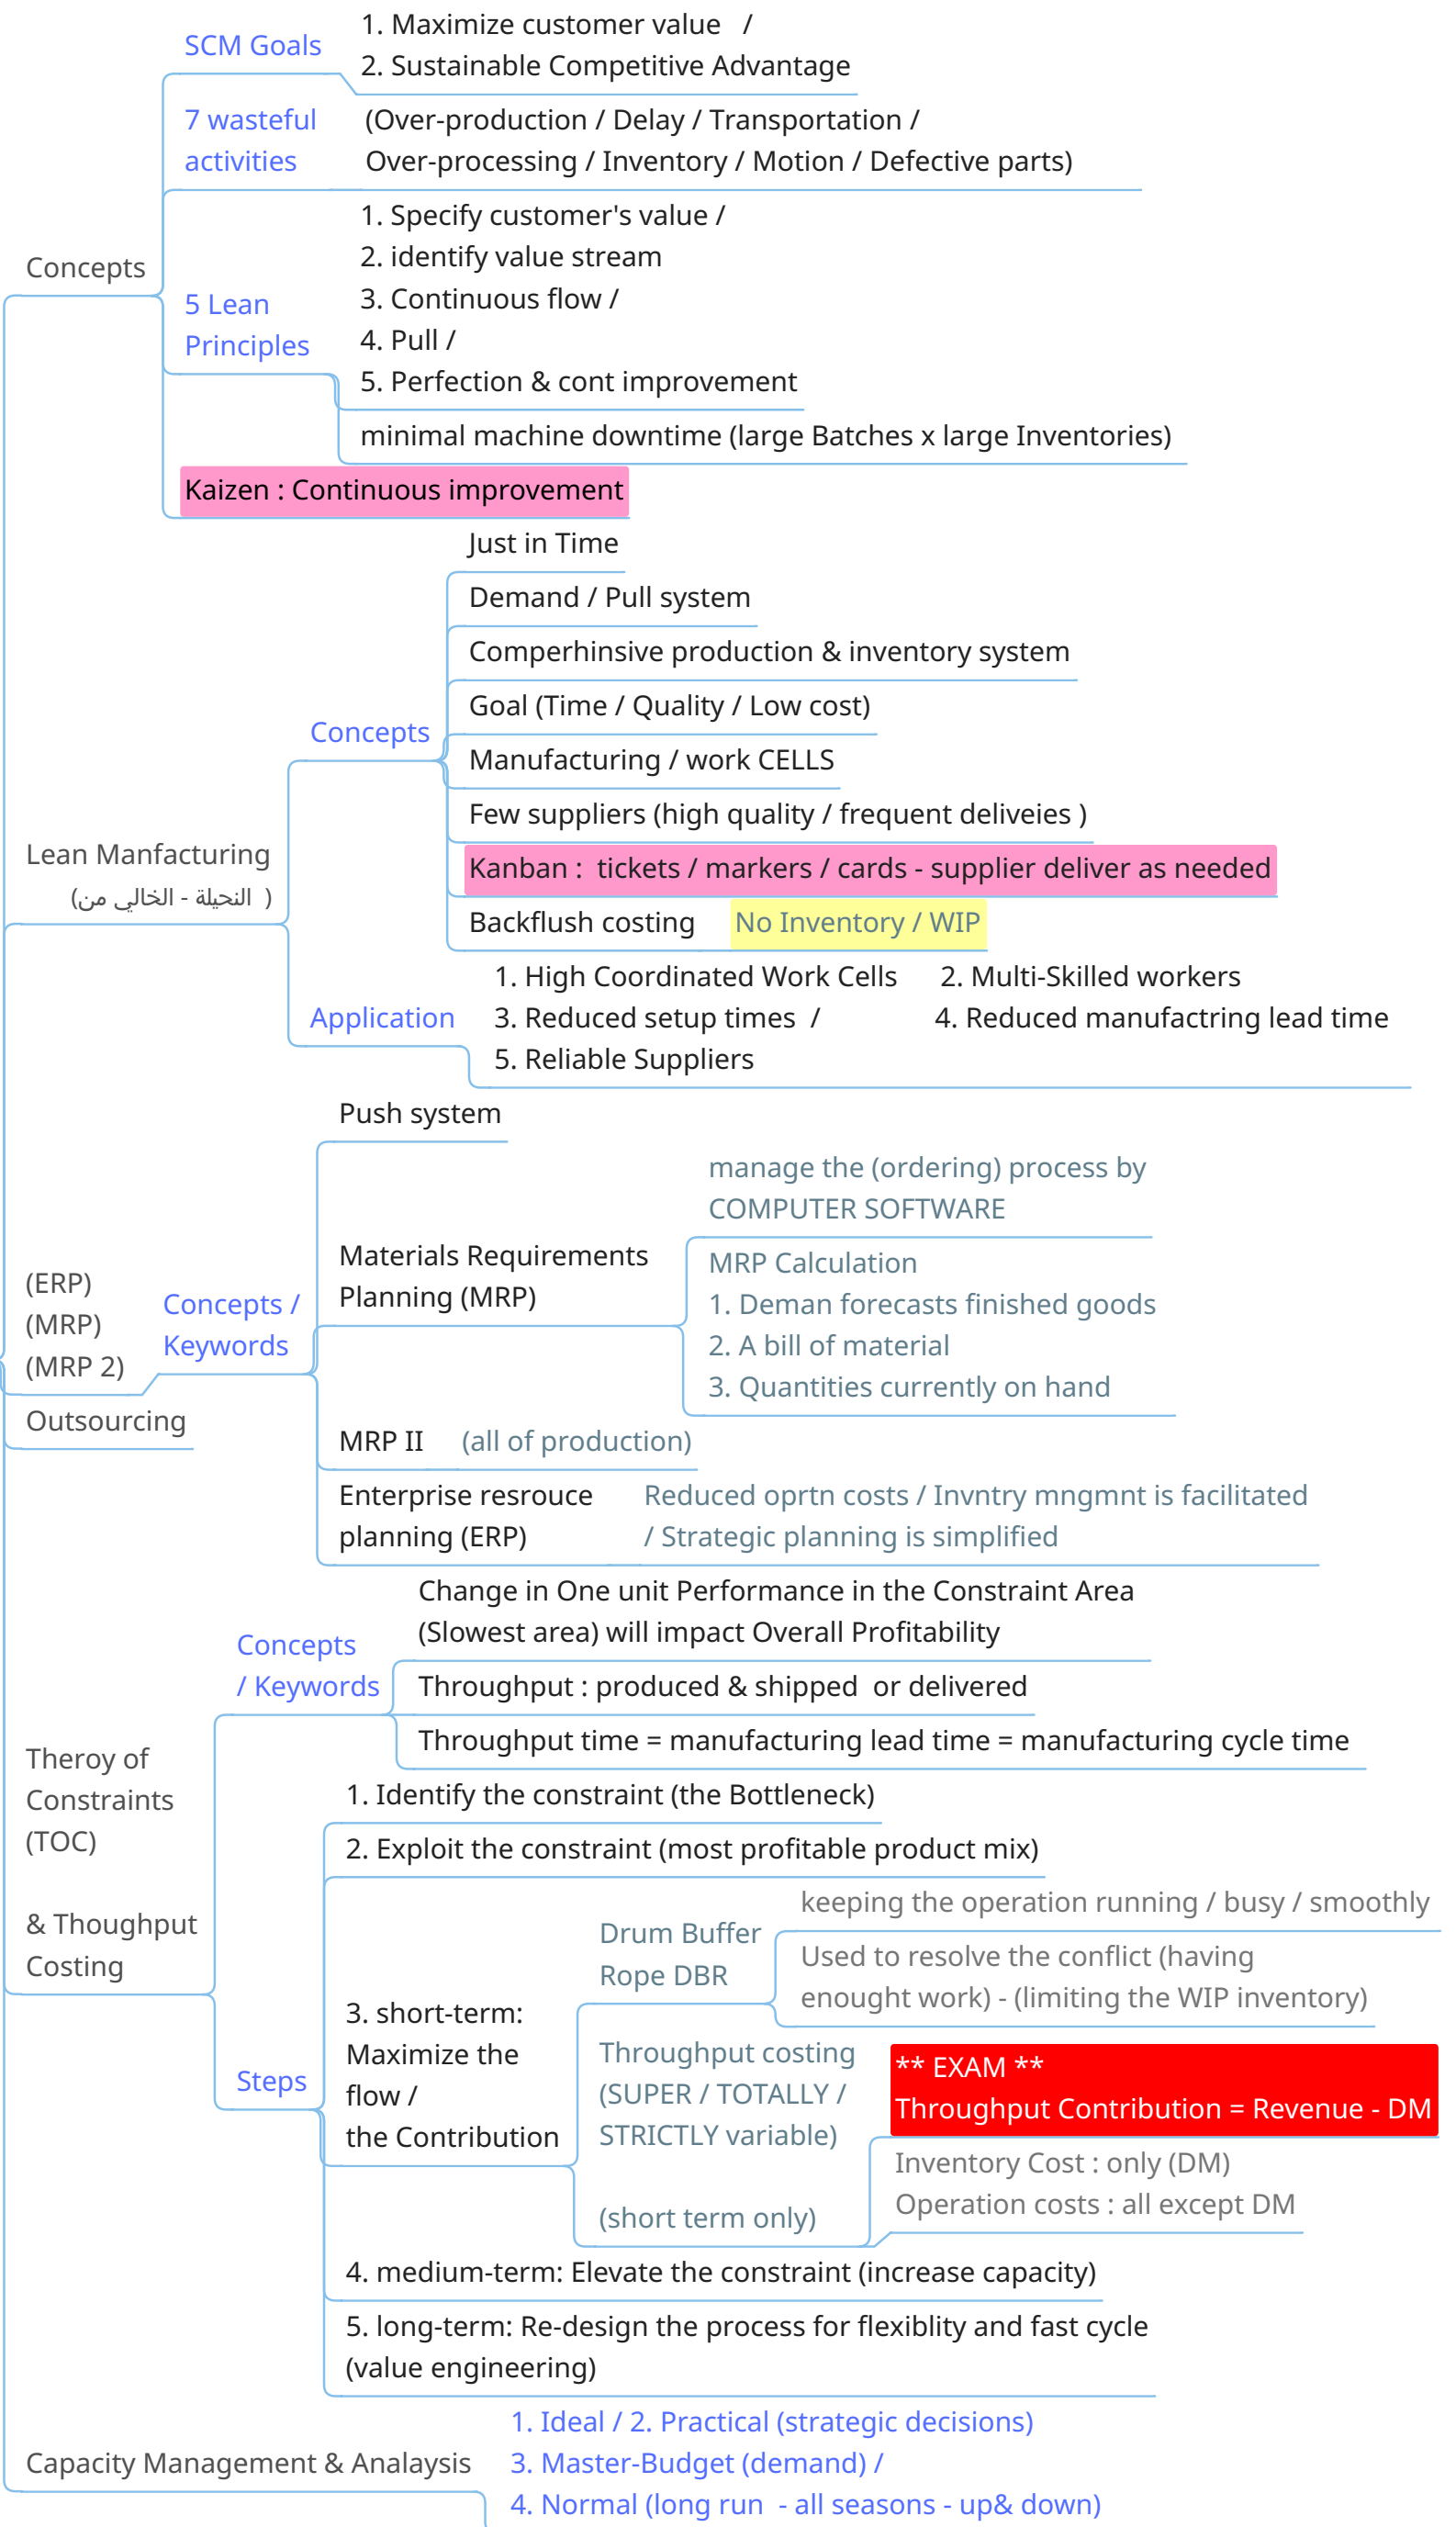 SCM Goals
1. Maximize customer value /
2. Sustainable Competitive Advantage
7 wasteful
activities
(Over-production / Delay / Transportation /
Over-processing / Inventory / Motion / Defective parts)
Concepts
5 Lean
Principles
1. Specify customer's value /
2. identify value stream
3. Continuous flow /
4. Pull /
5. Perfection & cont improvement
minimal machine downtime (large Batches x large Inventories)
Kaizen : Continuous improvement
Lean Manfacturing
( النحيلة - الخالي من)
Concepts
Just in Time
Demand / Pull system
Comperhinsive production & inventory system
Goal (Time / Quality / Low cost)
Manufacturing / work CELLS
Few suppliers (high quality / frequent deliveies )
Kanban : tickets / markers / cards - supplier deliver as needed
Backflush costing
No Inventory / WIP
Application
1. High Coordinated Work Cells 2. Multi-Skilled workers
3. Reduced setup times / 4. Reduced manufactring lead time
5. Reliable Suppliers
(ERP)
(MRP)
(MRP 2)
Concepts /
Keywords
Push system
Materials Requirements
Planning (MRP)
manage the (ordering) process by
COMPUTER SOFTWARE
MRP Calculation
1. Deman forecasts finished goods
2. A bill of material
3. Quantities currently on hand
MRP II
(all of production)
Enterprise resrouce
planning (ERP)
Reduced oprtn costs / Invntry mngmnt is facilitated
/ Strategic planning is simplified
Outsourcing
Theroy of
Constraints
(TOC)
& Thoughput
Costing
Concepts
/ Keywords
Change in One unit Performance in the Constraint Area
(Slowest area) will impact Overall Profitability
Throughput : produced & shipped or delivered
Throughput time = manufacturing lead time = manufacturing cycle time
Steps
1. Identify the constraint (the Bottleneck)
2. Exploit the constraint (most profitable product mix)
3. short-term:
Maximize the
flow /
the Contribution
Drum Buffer
Rope DBR
keeping the operation running / busy / smoothly
Used to resolve the conflict (having
enought work) - (limiting the WIP inventory)
Throughput costing
(SUPER / TOTALLY /
STRICTLY variable)
(short term only)
** EXAM **
Throughput Contribution = Revenue - DM
Inventory Cost : only (DM)
Operation costs : all except DM
4. medium-term: Elevate the constraint (increase capacity)
5. long-term: Re-design the process for flexiblity and fast cycle
(value engineering)
Capacity Management & Analaysis
1. Ideal / 2. Practical (strategic decisions)
3. Master-Budget (demand) /
4. Normal (long run - all seasons - up& down)